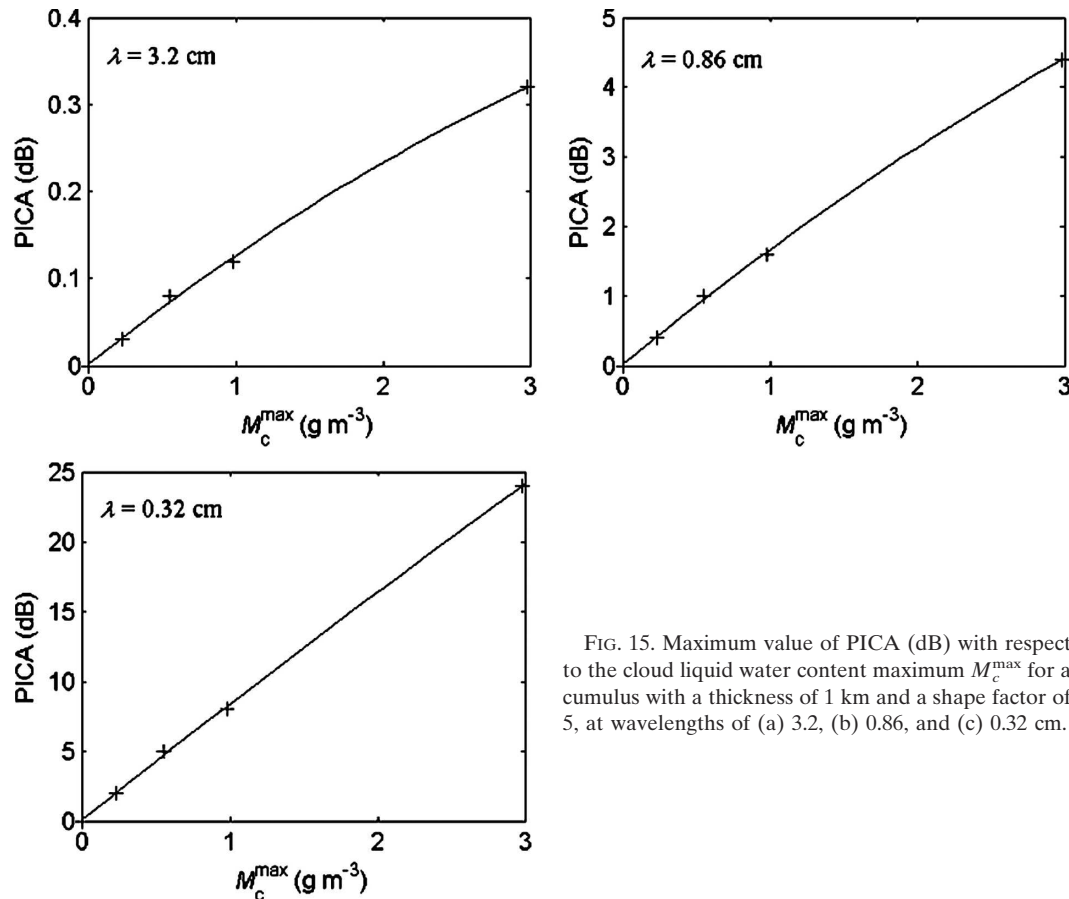 0.4
0.3
0.2
0.1
0
PICA (dB)
λ = 3.2 cm
0 1 2 3
M_c^max (g m⁻³)
5
4
3
2
1
0
PICA (dB)
λ = 0.86 cm
0 1 2 3
M_c^max (g m⁻³)
25
20
15
10
5
0
PICA (dB)
λ = 0.32 cm
0 1 2 3
M_c^max (g m⁻³)
FIG. 15. Maximum value of PICA (dB) with respect
to the cloud liquid water content maximum M_c^max for a
cumulus with a thickness of 1 km and a shape factor of
5, at wavelengths of (a) 3.2, (b) 0.86, and (c) 0.32 cm.